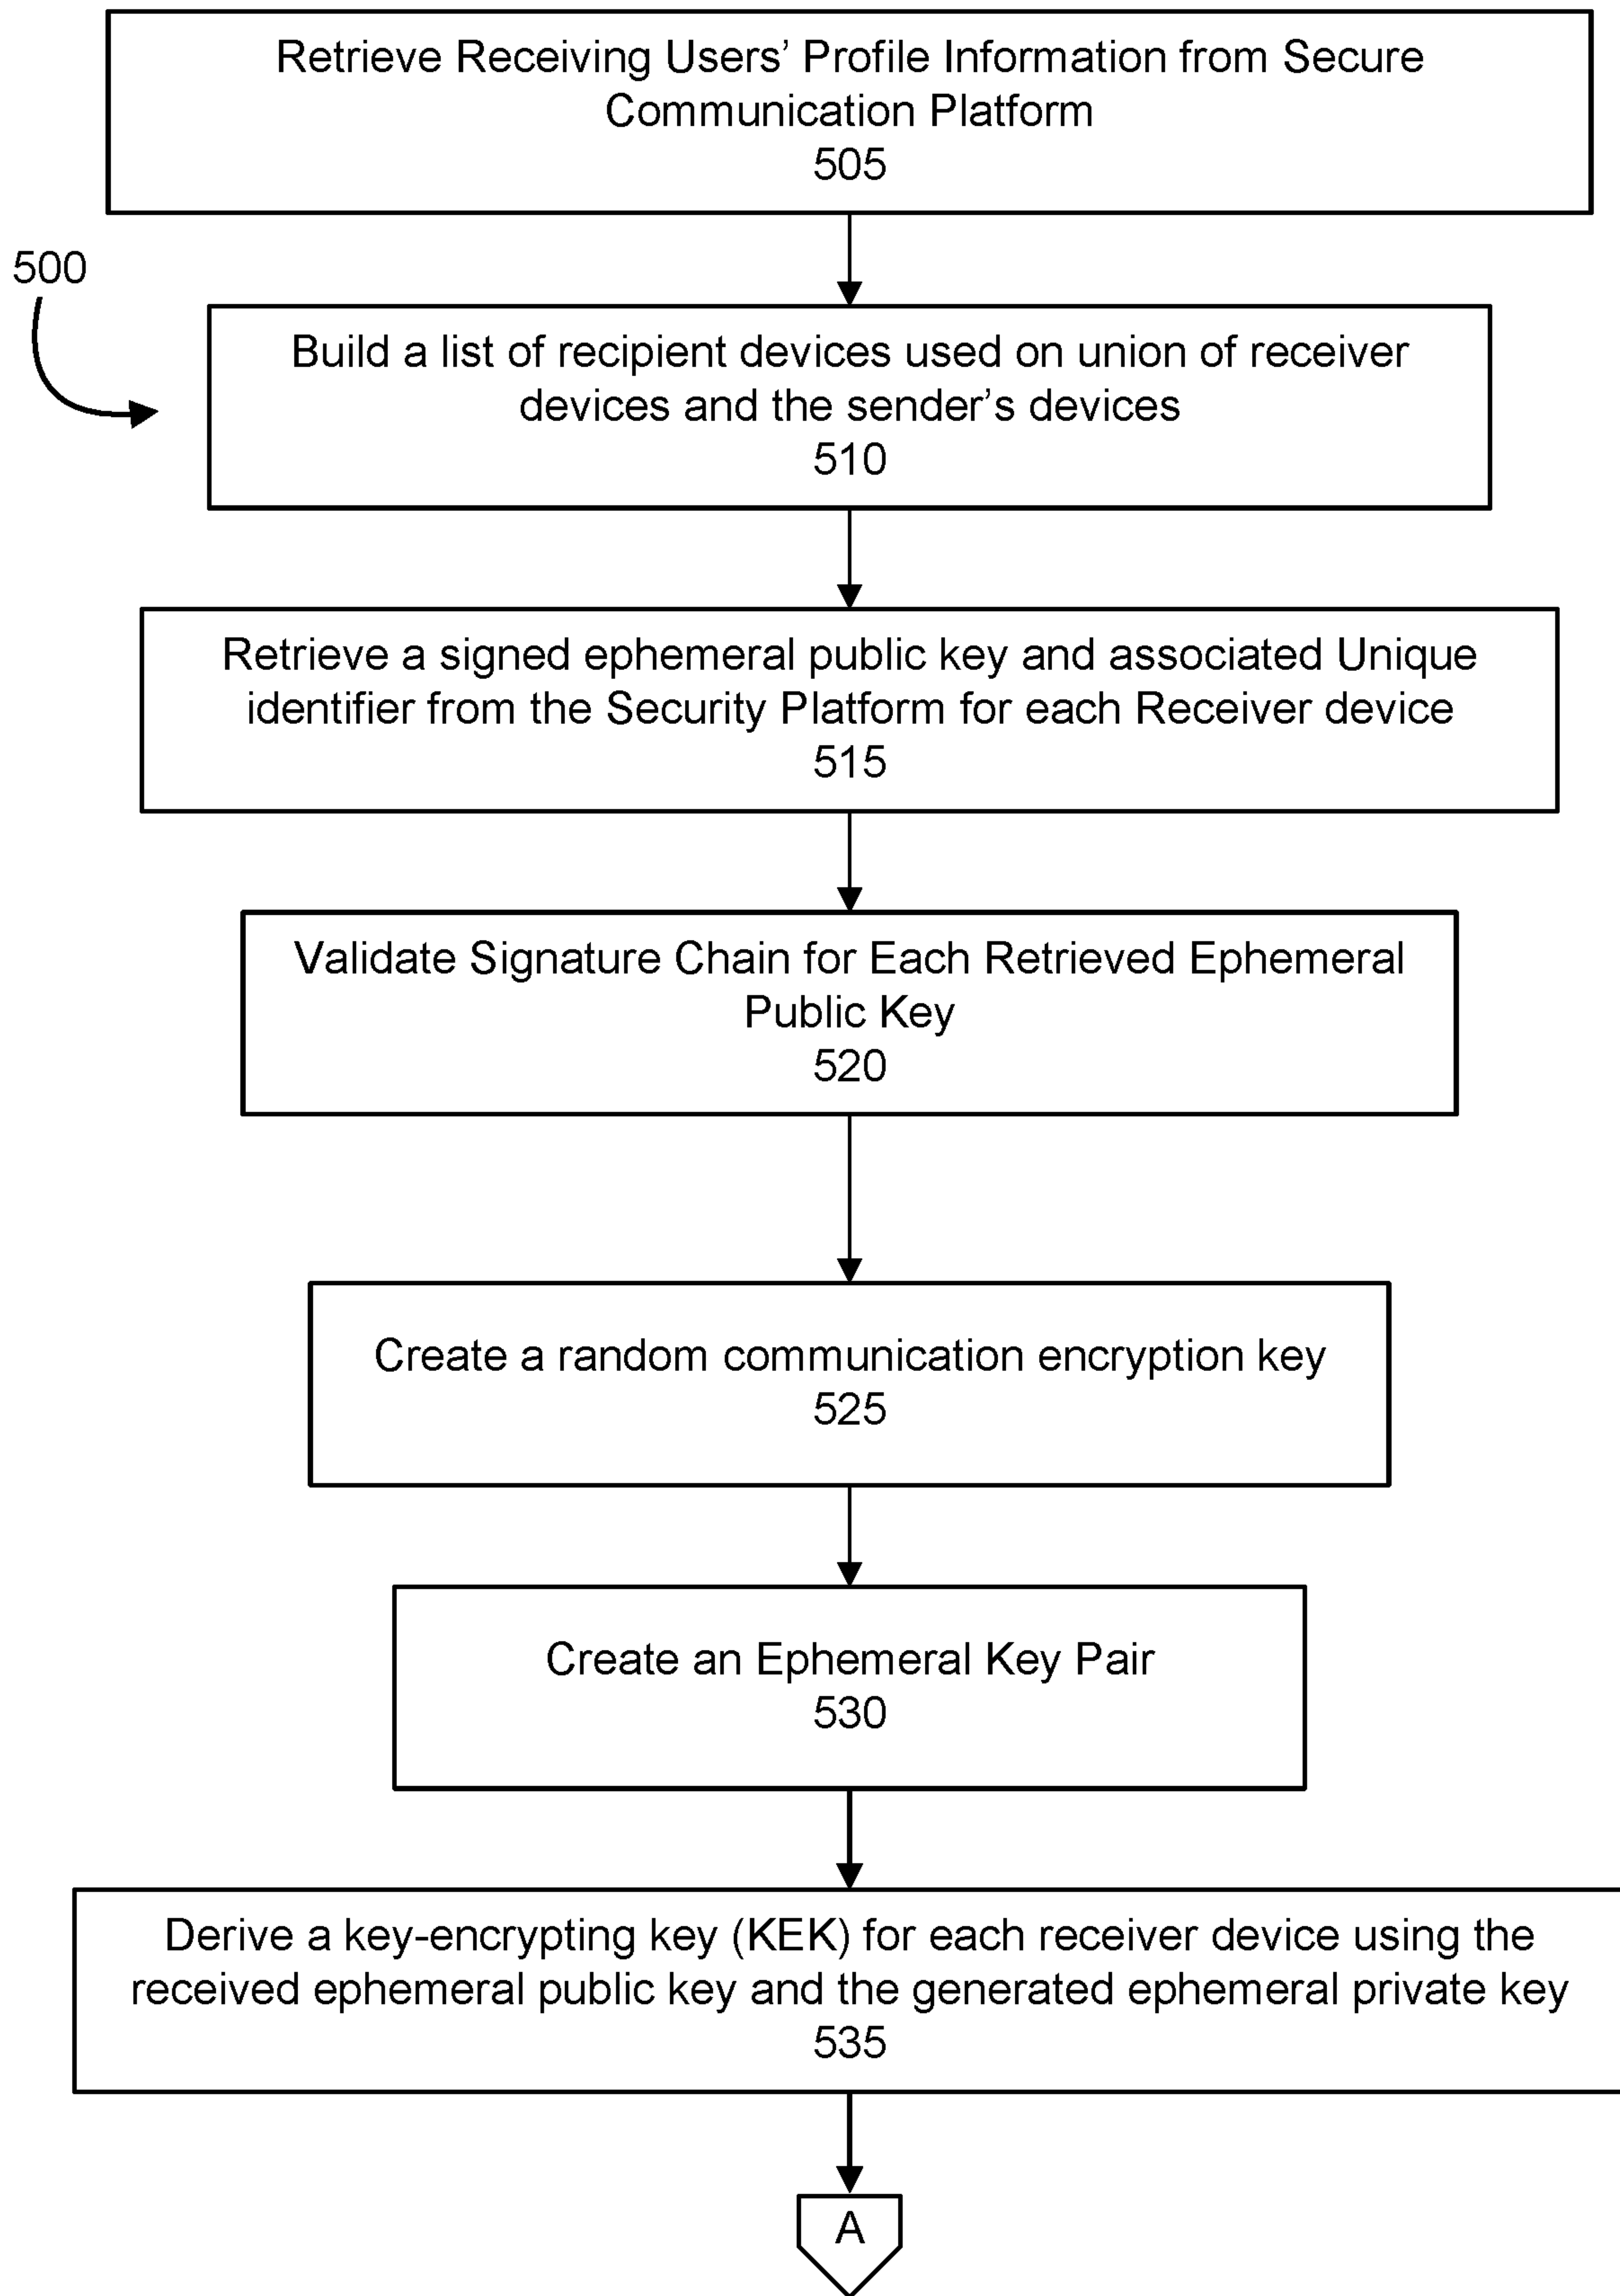 Retrieve Receiving Users' Profile Information from Secure
Communication Platform
505
500
Build a list of recipient devices used on union of receiver
devices and the sender's devices
510
Retrieve a signed ephemeral public key and associated Unique
identifier from the Security Platform for each Receiver device
515
Validate Signature Chain for Each Retrieved Ephemeral
Public Key
520
Create a random communication encryption key
525
Create an Ephemeral Key Pair
530
Derive a key-encrypting key (KEK) for each receiver device using the
received ephemeral public key and the generated ephemeral private key
535
A